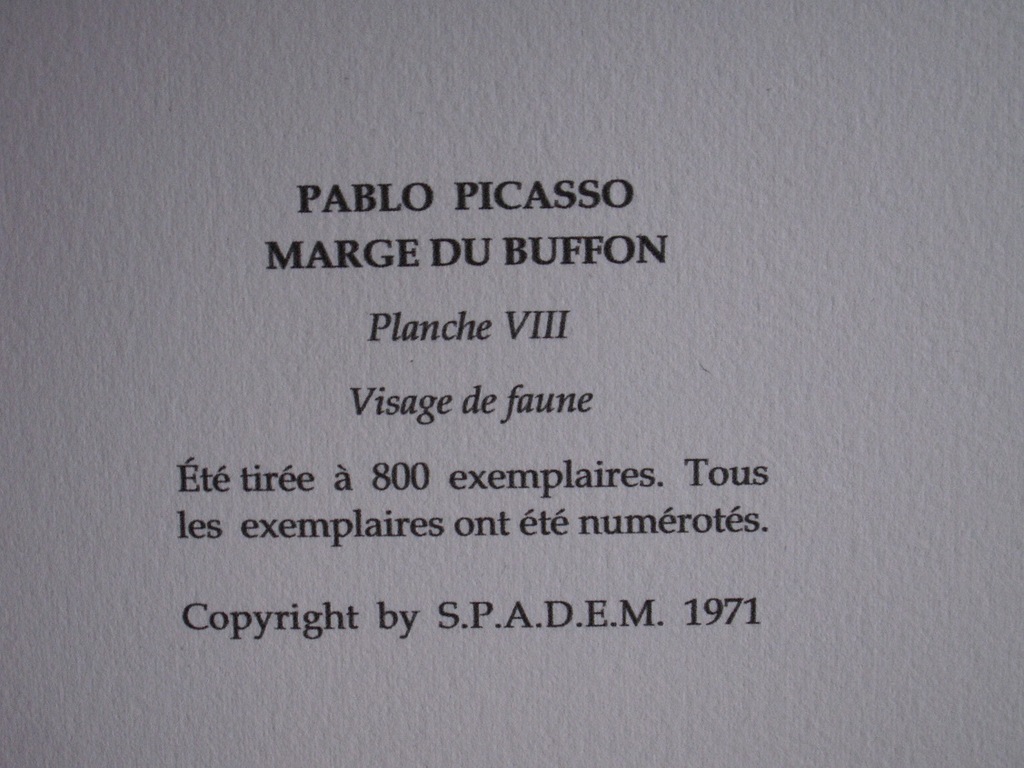 PABLO PICASSO
MARGE DU BUFFON
Planche VIII
Visage de faune
Été tirée à 800 exemplaires. Tous
les exemplaires ont été numérotés.
Copyright by S.P.A.D.E.M. 1971